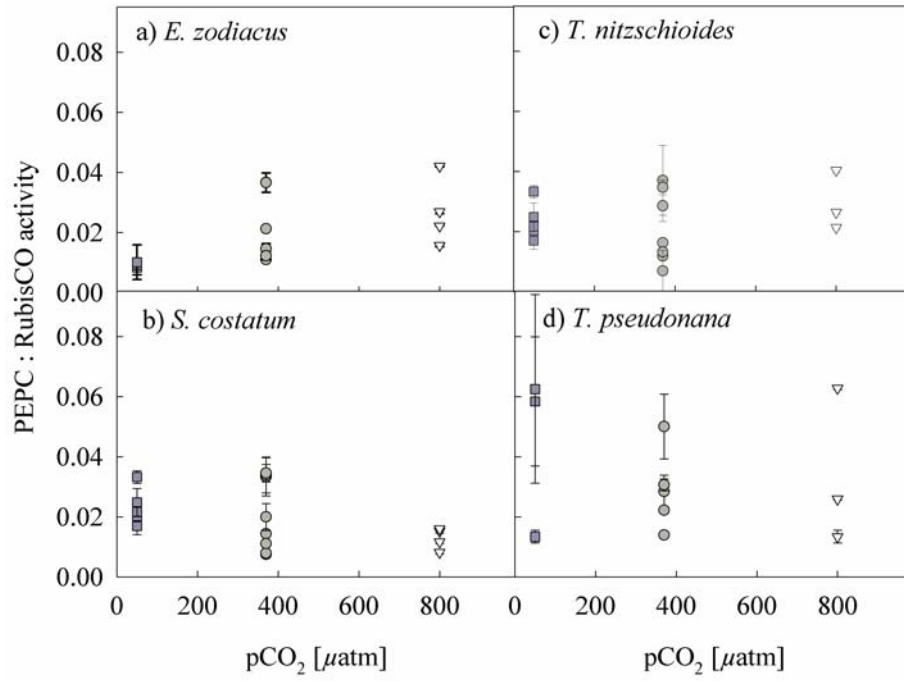 a) E. zodiacus
c) T. nitzschioides
0.08
0.06
0.04
0.02
0.00
b) S. costatum
d) T. pseudonana
0.08
0.06
0.04
0.02
0.00
PEPC : RubisCO activity
0 200 400 600 800
0 200 400 600 800
pCO₂ [µatm]
pCO₂ [µatm]